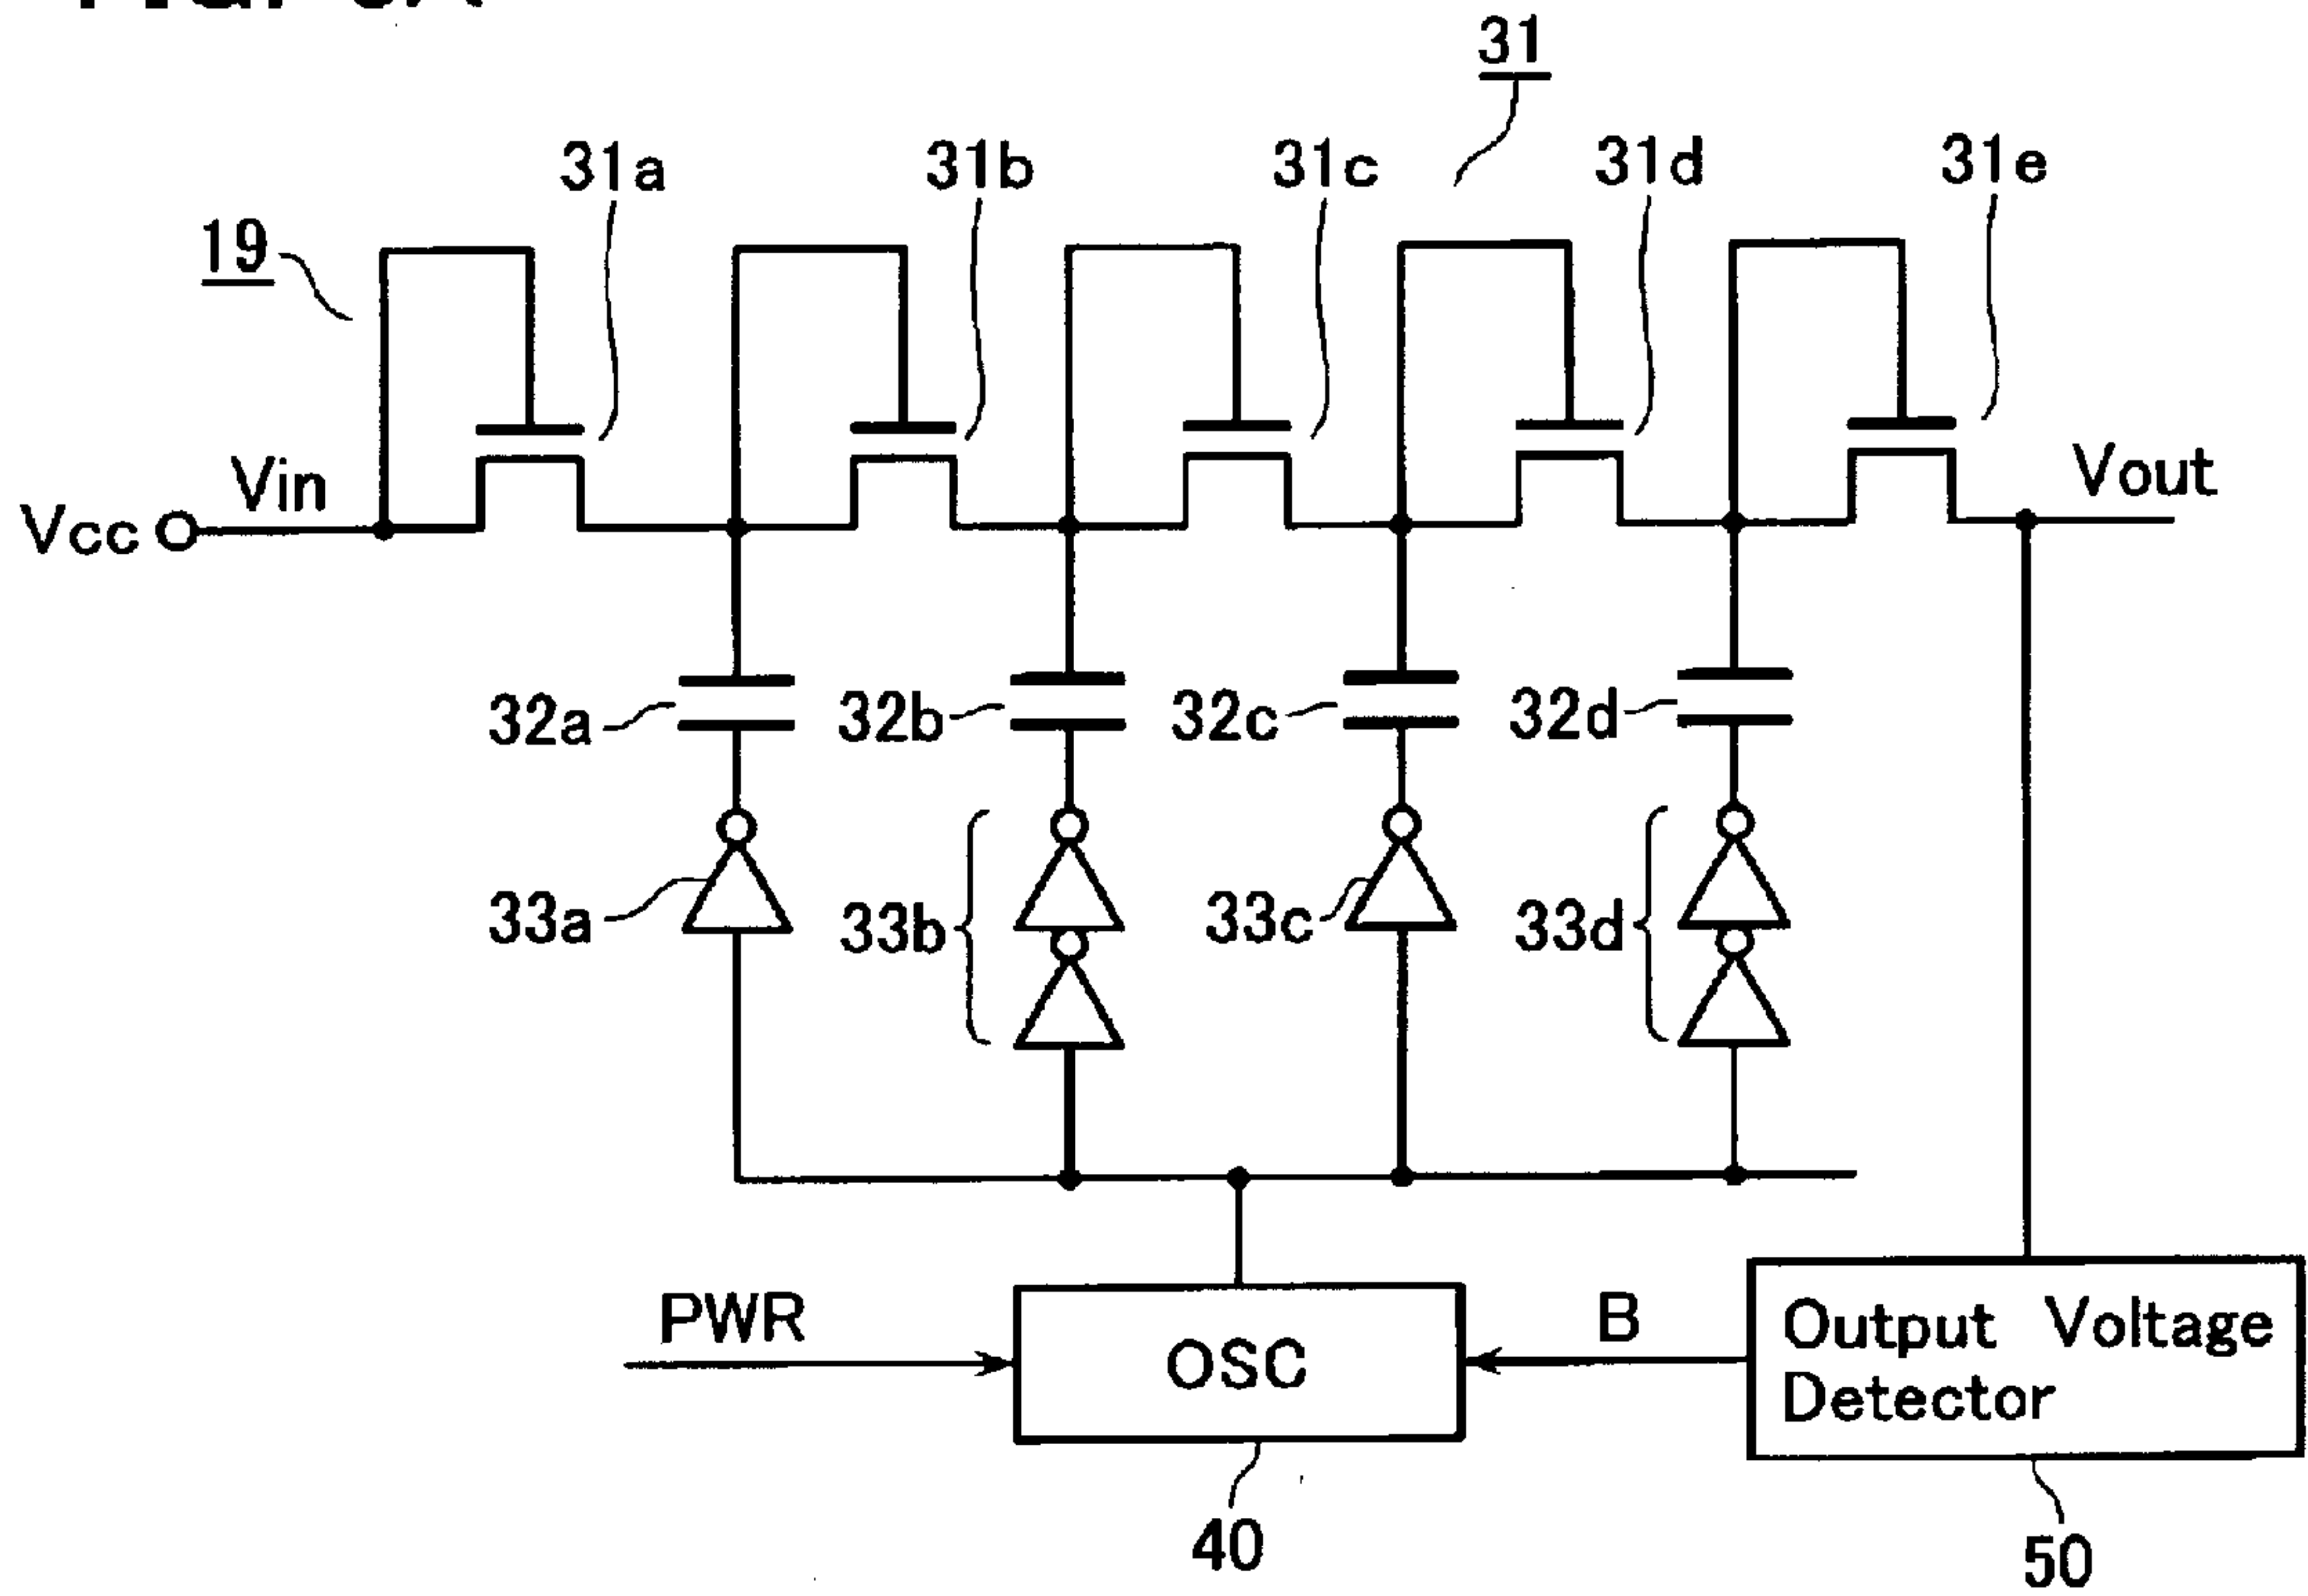 31
31a
31b
31c
31d
31e
19
Vin
Vcc
Vout
32a
32b
32c
32d
33a
33b
33c
33d
PWR
OSC
B
Output Voltage
Detector
40
50